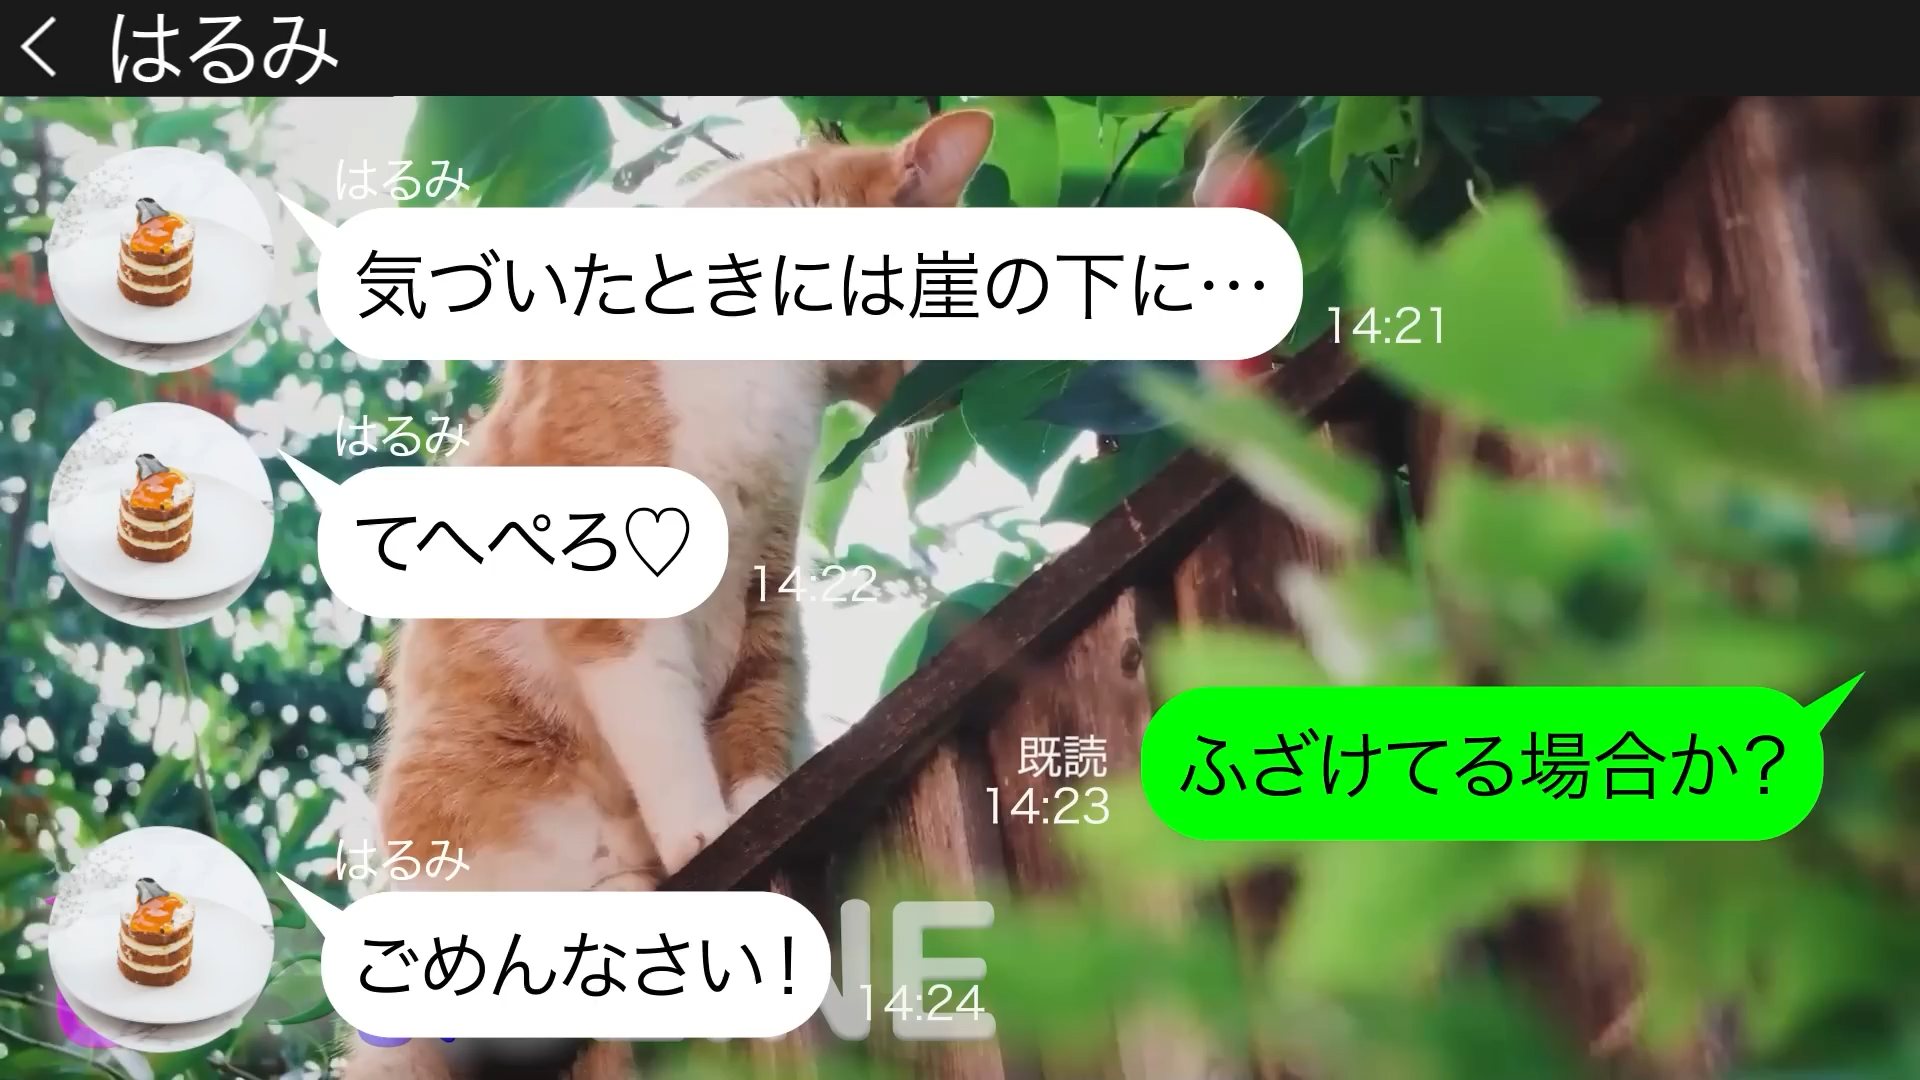 はるみ
はるみ
気づいたときには崖の下に…
14:21
はるみ
てへぺろ♡
14:22
ふざけてる場合か？
既読
14:23
はるみ
ごめんなさい！
14:24